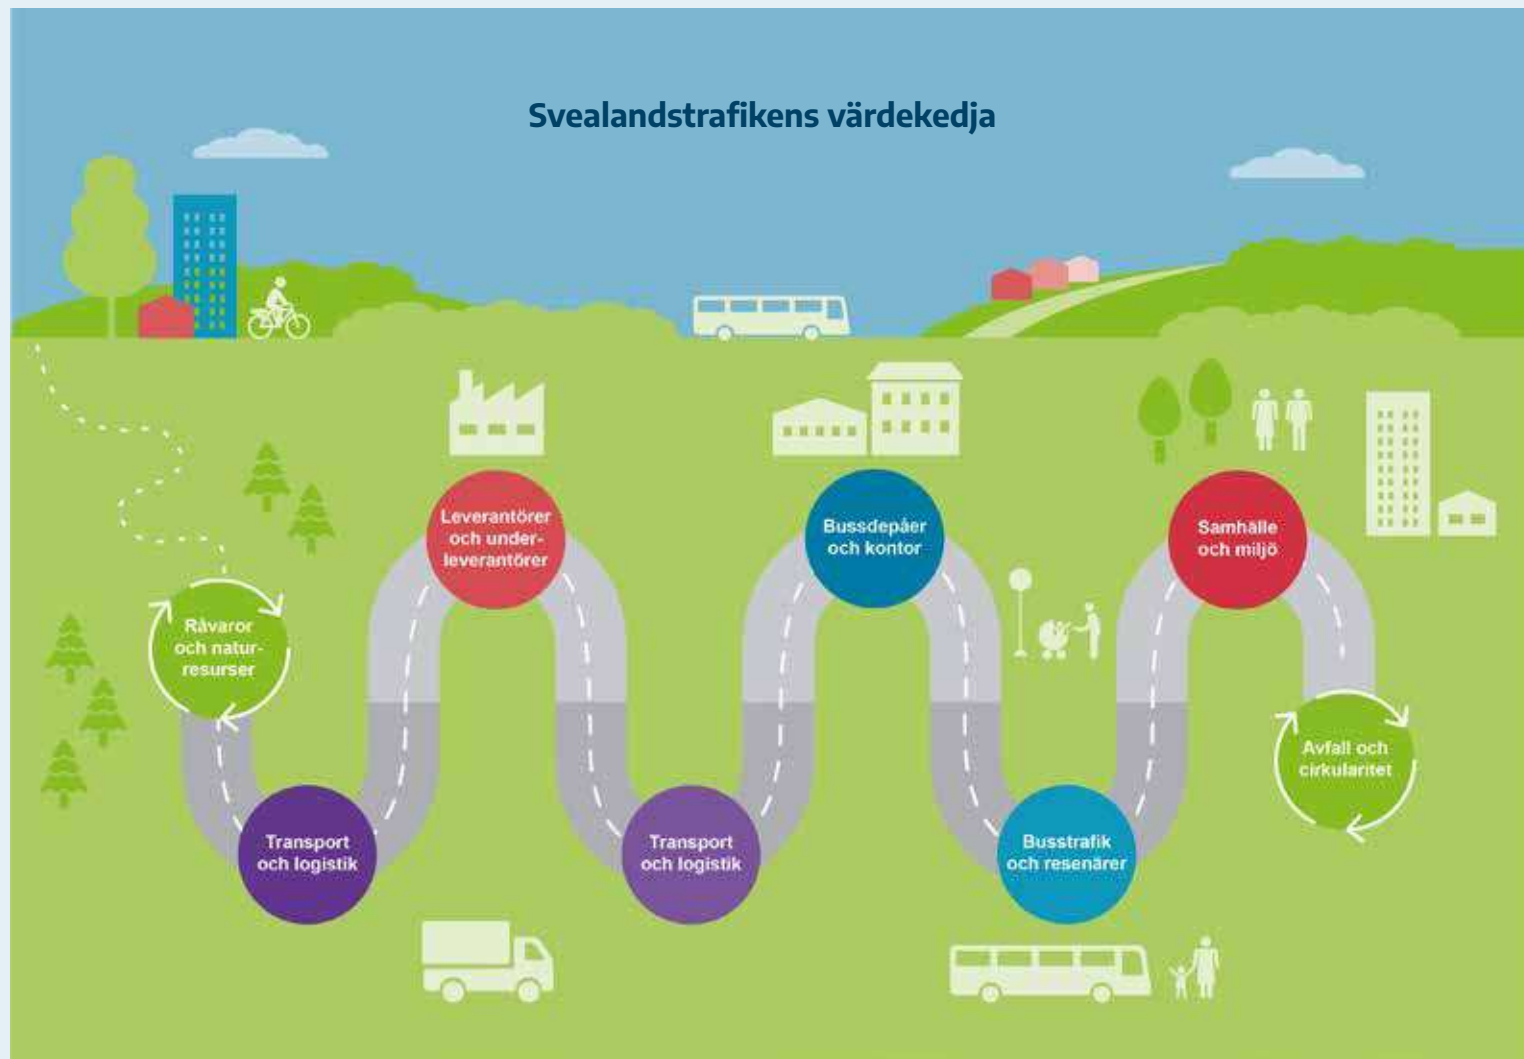 Svealandstrafikens värdekedja
Råvaror
och natur-
resurser
Transport
och logistik
Leverantörer
och under-
leverantörer
Transport
och logistik
Bussdepåer
och kontor
Busstrafik
och resenärer
Samhälle
och miljö
Avfall och
cirkularitet